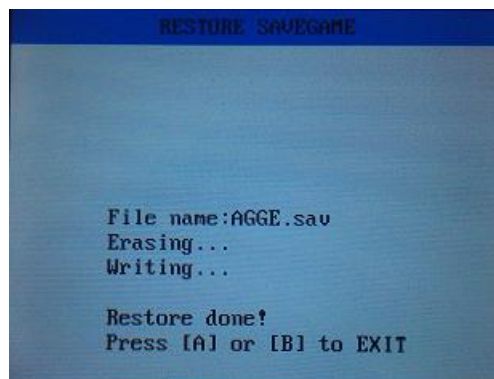 RESTORE SAVEGAME
File name:AGGE.sav
Erasing...
Writing...
Restore done!
Press [A] or [B] to EXIT